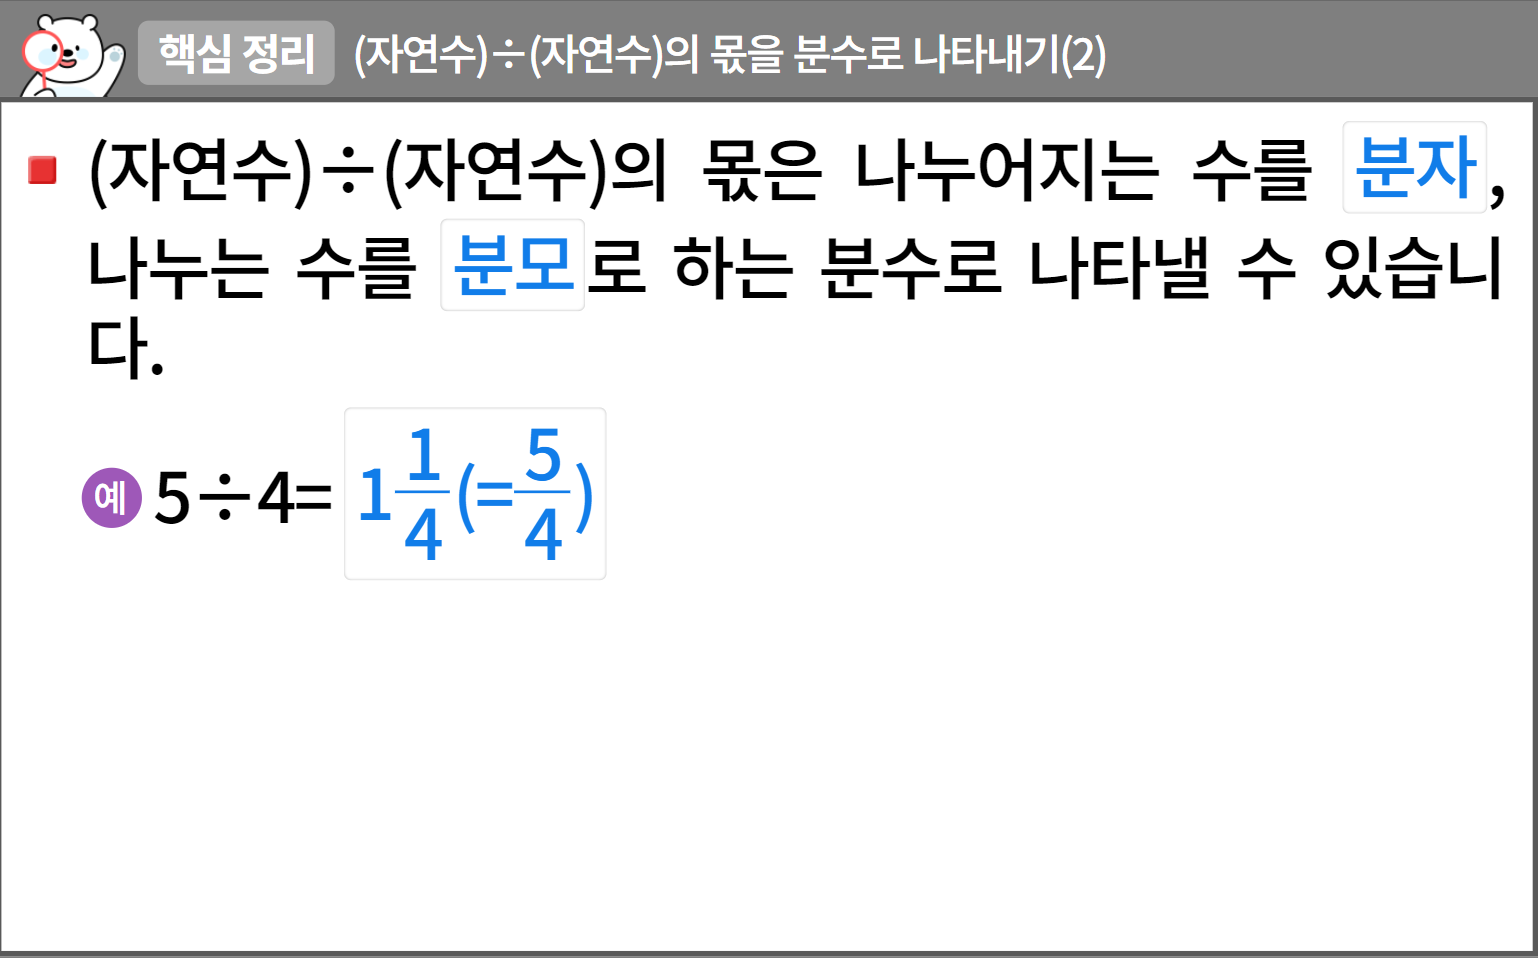 핵심 정리 (자연수)÷(자연수)의 몫을 분수로 나타내기(2)
(자연수)÷(자연수)의 몫은 나누어지는 수를 분자,
나누는 수를 분모로 하는 분수로 나타낼 수 있습니
다.
예 5÷4= 1 1/4 (= 5/4 )